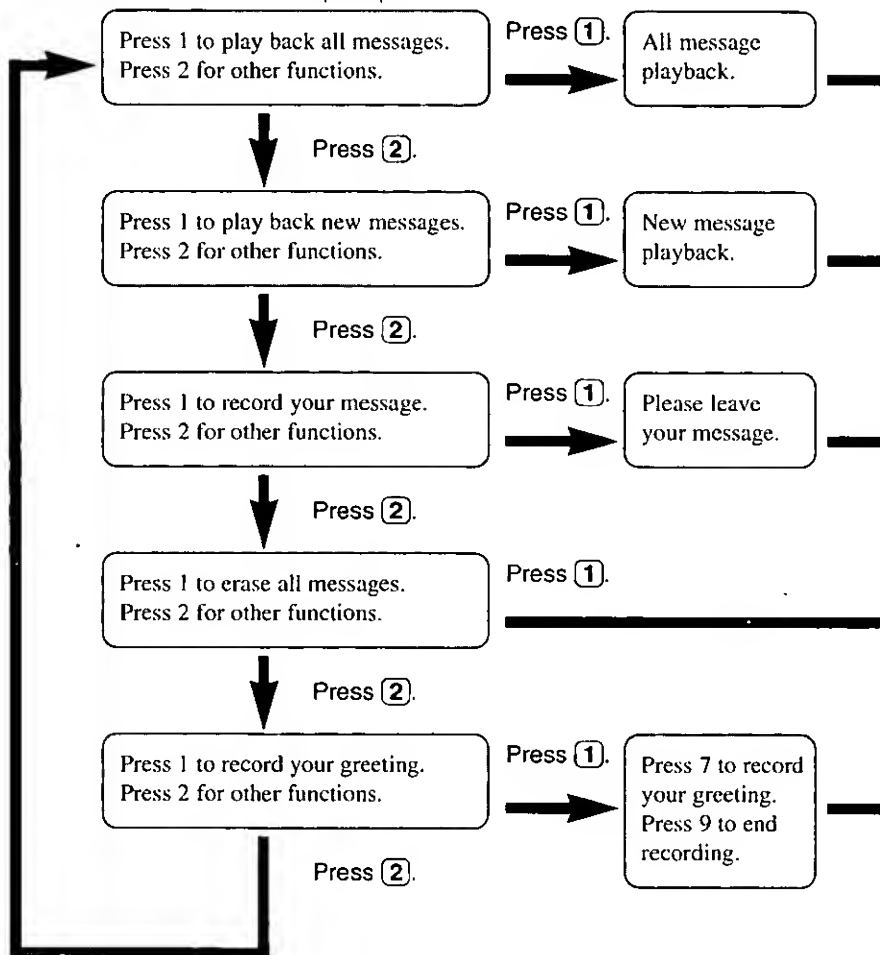 Press 1 to play back all messages.
Press 2 for other functions.
Press 1.
All message
playback.
Press 2.
Press 1 to play back new messages.
Press 2 for other functions.
Press 1.
New message
playback.
Press 2.
Press 1 to record your message.
Press 2 for other functions.
Press 1.
Please leave
your message.
Press 2.
Press 1 to erase all messages.
Press 2 for other functions.
Press 1.
Press 2.
Press 1 to record your greeting.
Press 2 for other functions.
Press 1.
Press 7 to record
your greeting.
Press 9 to end
recording.
Press 2.